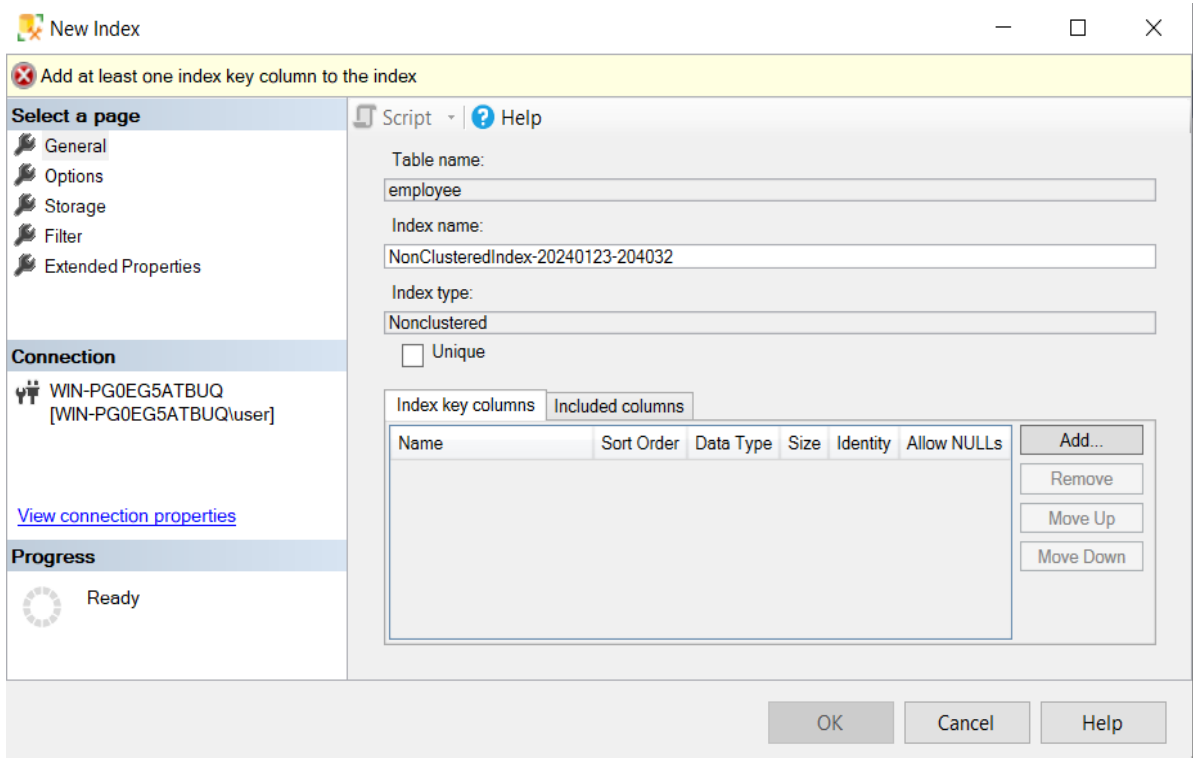 New Index
Add at least one index key column to the index
Select a page
General
Options
Storage
Filter
Extended Properties
Connection
WIN-PG0EG5ATBUQ
[WIN-PG0EG5ATBUQ\user]
View connection properties
Progress
Ready
Script Help
Table name:
employee
Index name:
NonClusteredIndex-20240123-204032
Index type:
Nonclustered
Unique
Index key columns Included columns
Name Sort Order Data Type Size Identity Allow NULLs
Add...
Remove
Move Up
Move Down
OK Cancel Help